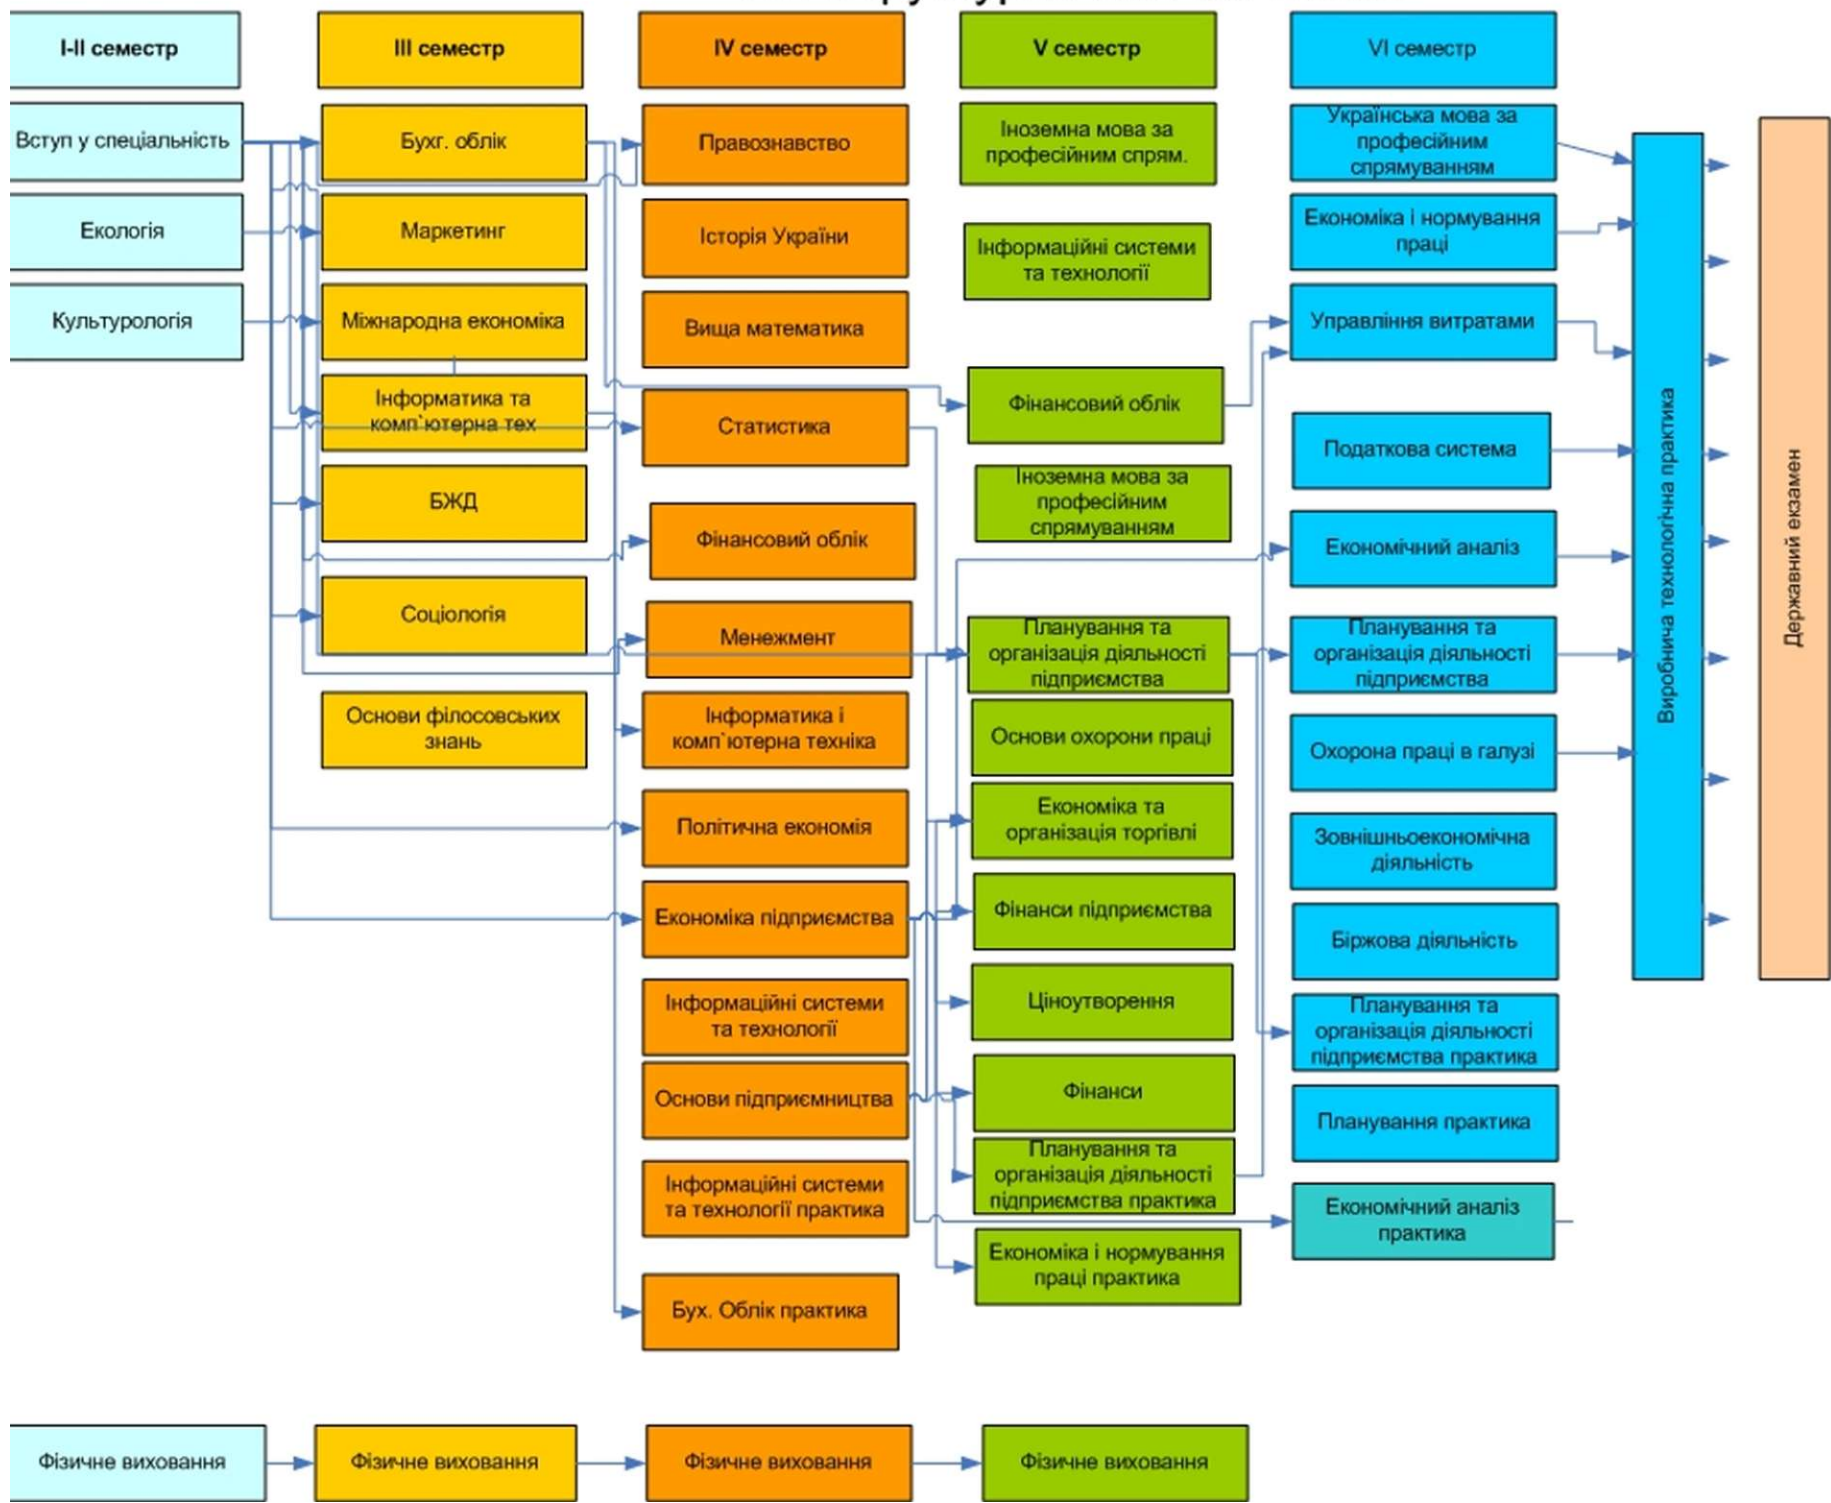 I-II семестр
III семестр
IV семестр
V семестр
VI семестр
Вступ у спеціальність
Екологія
Культурологія
Бухг. облік
Маркетинг
Міжнародна економіка
Інформатика та
комп`ютерна тех
БЖД
Соціологія
Основи філосовських
знань
Правознавство
Історія України
Вища математика
Статистика
Фінансовий облік
Менежмент
Інформатика і
комп`ютерна техніка
Політична економія
Економіка підприємства
Інформаційні системи
та технології
Основи підприємництва
Інформаційні системи
та технології практика
Бух. Облік практика
Іноземна мова за
професійним спрям.
Інформаційні системи
та технології
Фінансовий облік
Іноземна мова за
професійним
спрямуванням
Планування та
організація діяльності
підприємства
Основи охорони праці
Економіка та
організація торгівлі
Фінанси підприємства
Ціноутворення
Фінанси
Планування та
організація діяльності
підприємства практика
Економіка і нормування
праці практика
Українська мова за
професійним
спрямуванням
Економіка і нормування
праці
Управління витратами
Податкова система
Економічний аналіз
Планування та
організація діяльності
підприємства
Охорона праці в галузі
Зовнішньоекономічна
діяльність
Біржова діяльність
Планування та
організація діяльності
підприємства практика
Планування практика
Економічний аналіз
практика
Виробнича технологічна практика
Державний екзамен
Фізичне виховання
Фізичне виховання
Фізичне виховання
Фізичне виховання